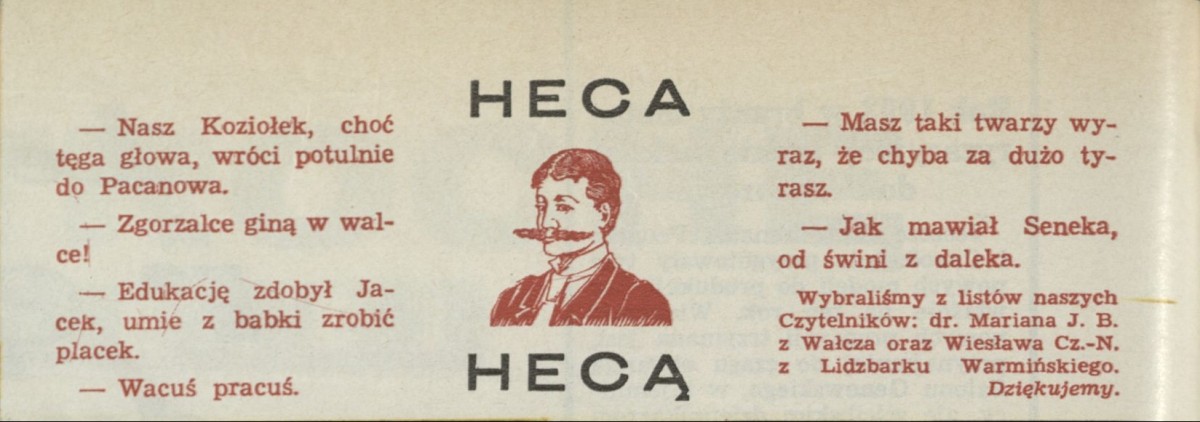 HECA
— Nasz Koziołek, choć
tęga głowa, wróci potulnie
do Pacanowa.
— Zgorzalce giną w wal-
ce!
— Edukację zdobył Ja-
cek, umie z babki zrobić
placek.
— Wacuś pracuś.
— Masz taki twarzy wy-
raz, że chyba za dużo ty-
rasz.
— Jak mawiał Seneka,
od świni z daleka.
Wybraliśmy z listów naszych
Czytelników: dr. Mariana J. B.
z Wałcza oraz Wiesława Cz.-N.
z Lidzbarku Warmińskiego.
Dziękujemy.
HECĄ